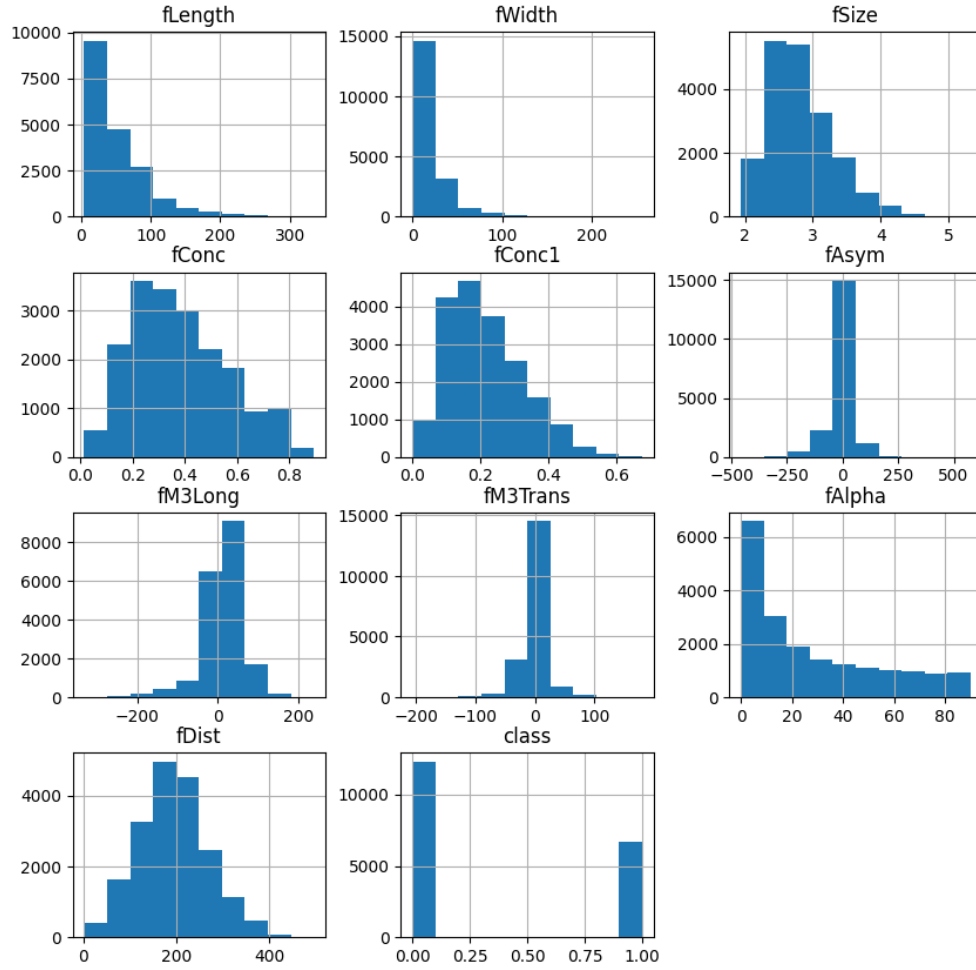 fLength
10000
7500
5000
2500
0
0 100 200 300
fWidth
15000
10000
5000
0
0 100 200
fSize
4000
2000
0
2 3 4 5
fConc
3000
2000
1000
0
0.0 0.2 0.4 0.6 0.8
fConc1
4000
3000
2000
1000
0
0.0 0.2 0.4 0.6
fAsym
15000
10000
5000
0
−500 −250 0 250 500
fM3Long
8000
6000
4000
2000
0
−200 0 200
fM3Trans
15000
10000
5000
0
−200 −100 0 100
fAlpha
6000
4000
2000
0
0 20 40 60 80
fDist
4000
2000
0
0 200 400
class
10000
5000
0
0.00 0.25 0.50 0.75 1.00